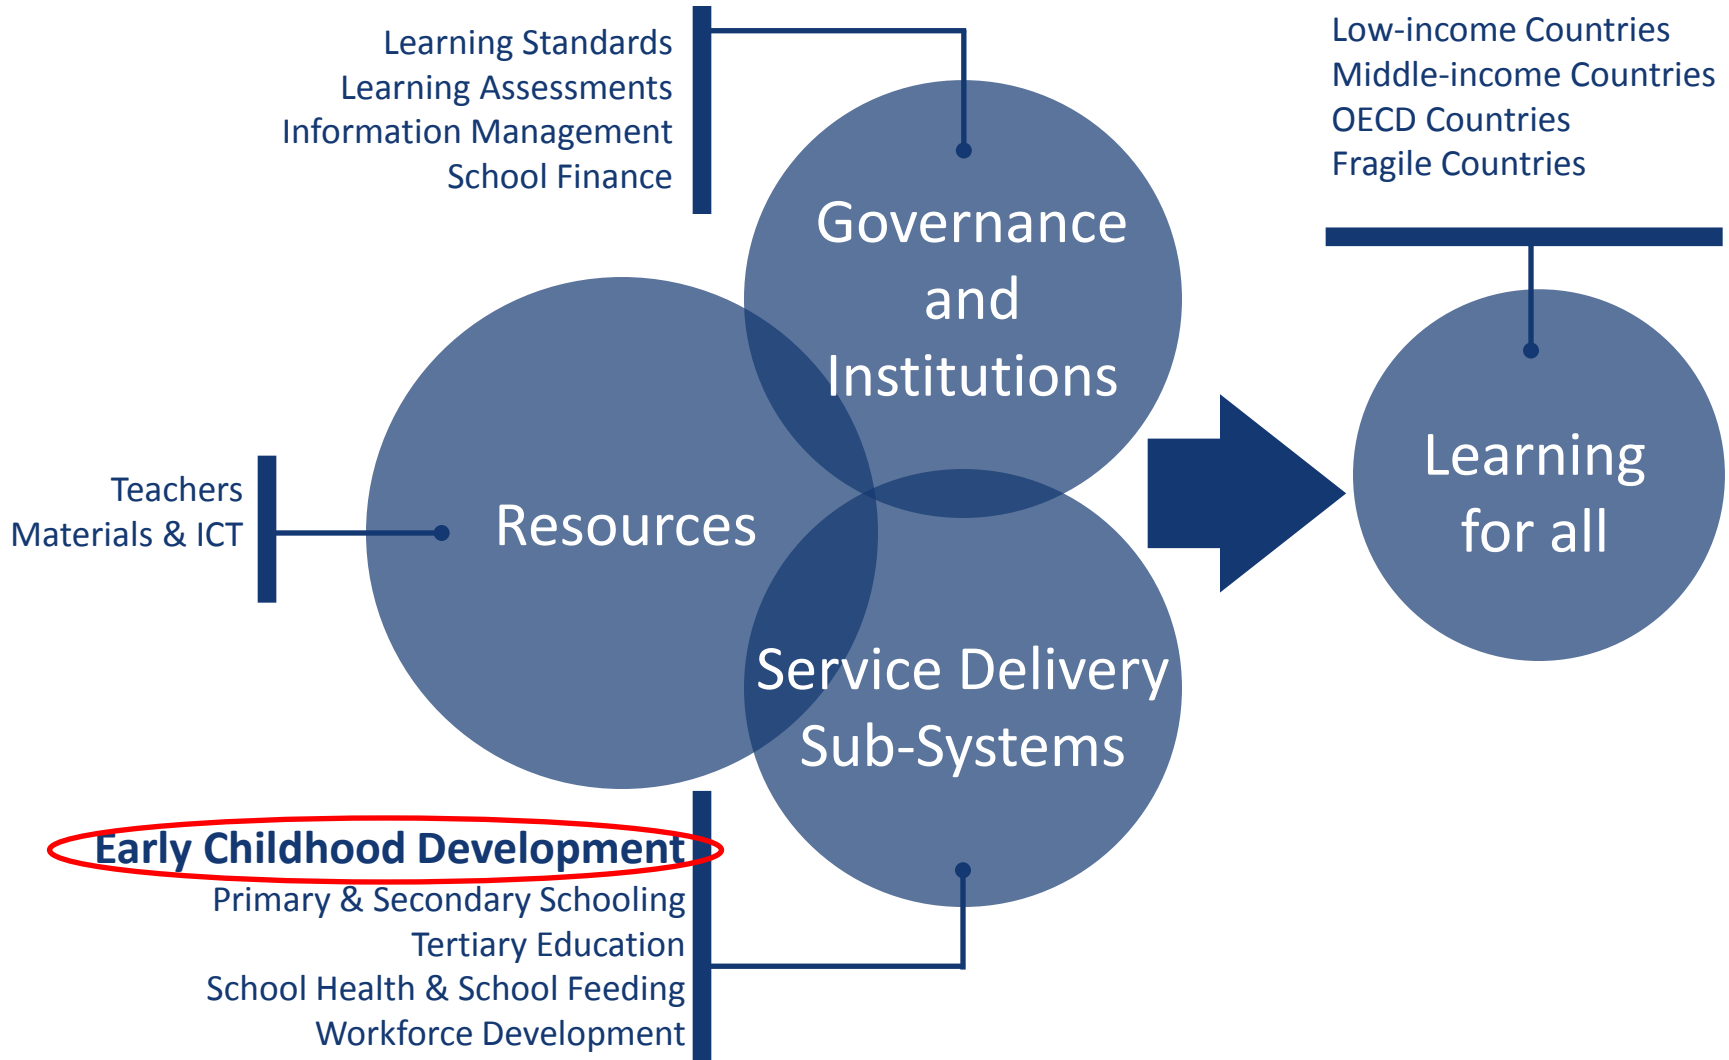 Learning Standards
Learning Assessments
Information Management
School Finance
Low-income Countries
Middle-income Countries
OECD Countries
Fragile Countries
Governance
and
Institutions
Teachers
Materials & ICT
Resources
Learning
for all
Service Delivery
Sub-Systems
Early Childhood Development
Primary & Secondary Schooling
Tertiary Education
School Health & School Feeding
Workforce Development